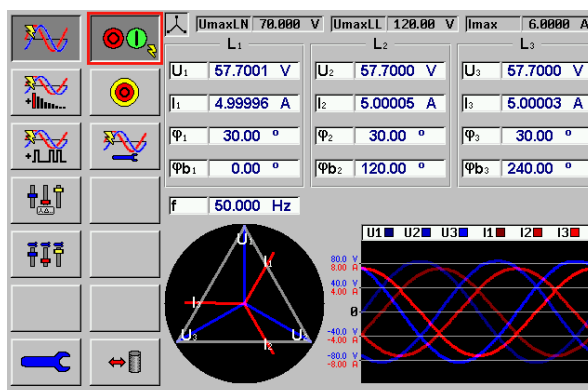 UmaxLN 70.000 V UmaxLL 120.00 V Imax 6.0000 A
L1 L2 L3
U1 57.7001 V U2 57.7000 V U3 57.7000 V
I1 4.99996 A I2 5.00005 A I3 5.00003 A
φ1 30.00 º φ2 30.00 º φ3 30.00 º
φb1 0.00 º φb2 120.00 º φb3 240.00 º
f 50.000 Hz
U1 U2 U3 I1 I2 I3
U1
I1
I3
U3
U2
I2
80.0 V
8.00 A
40.0 V
4.00 A
0
-40.0 V
-4.00 A
-80.0 V
-8.00 A